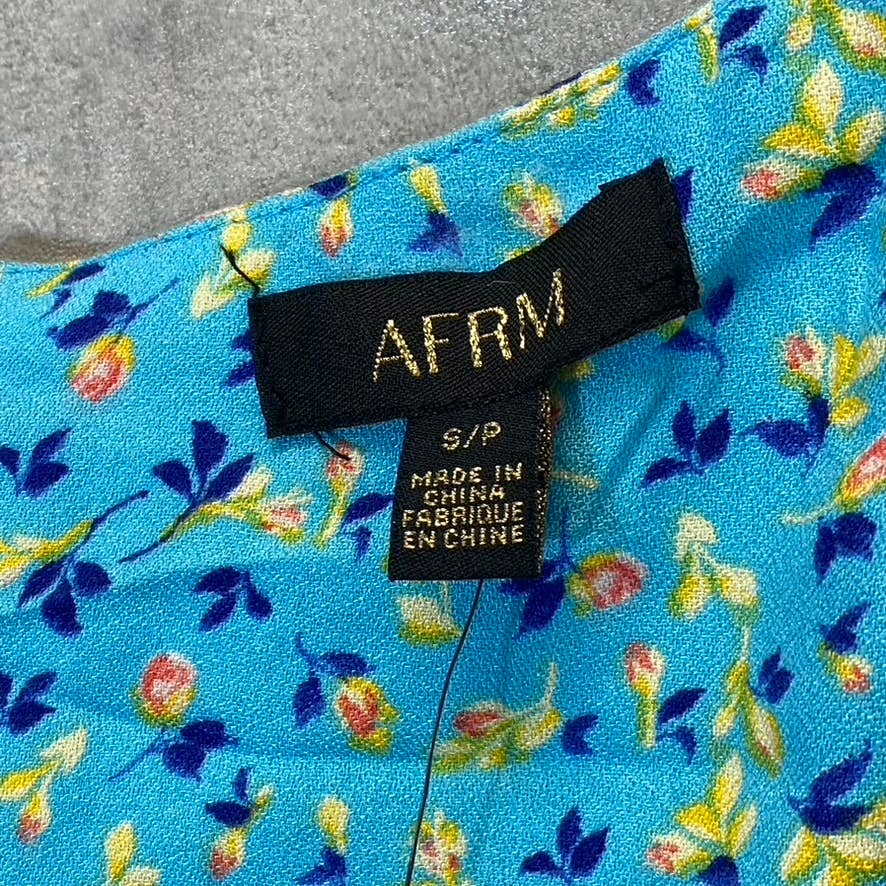 AFRM
S/P
MADE IN
CHINA
FABRIQUE
EN CHINE